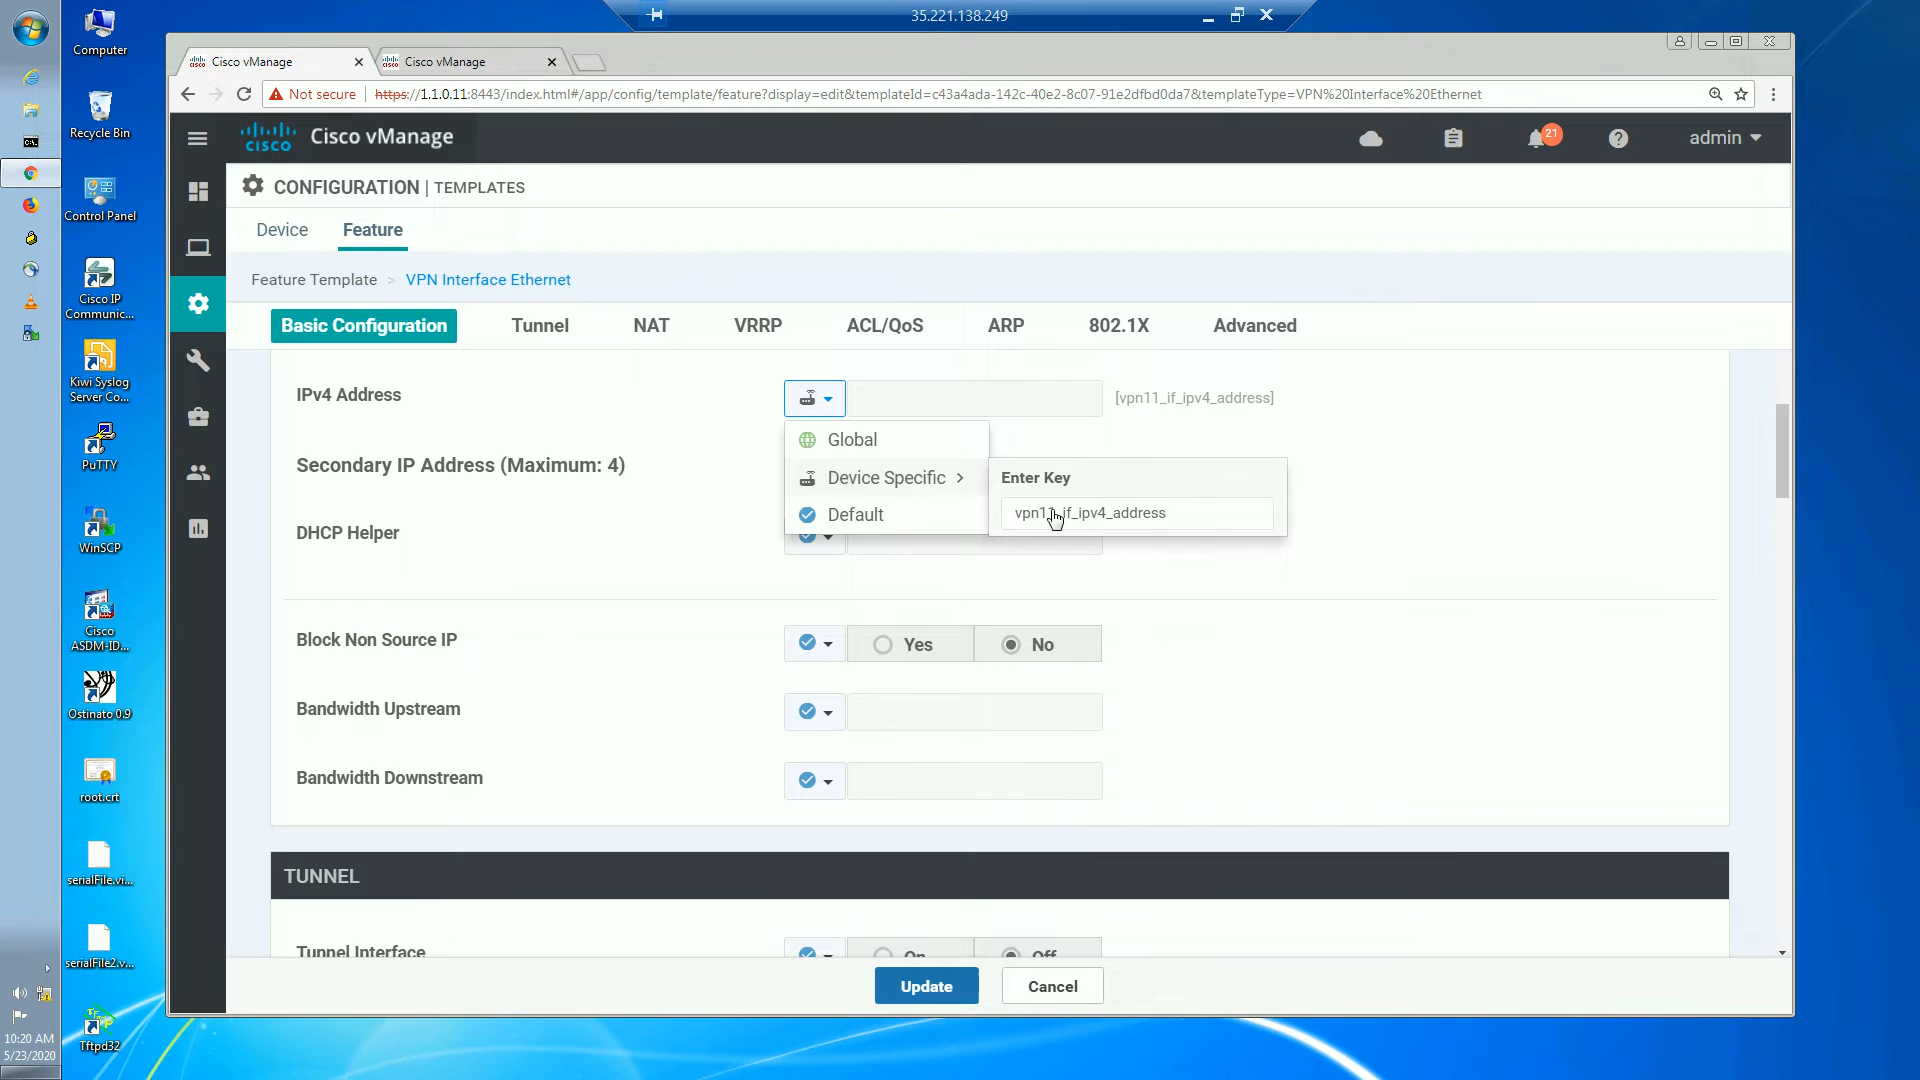 35.221.138.249
Computer
Recycle Bin
Control Panel
Cisco IP
Communic...
Kiwi Syslog
Server Co...
PuTTY
WinSCP
Cisco
ASDM-ID...
Ostinato 0.9
root.crt
serialFile.vi...
serialFile2.v...
Tftpd32
10:20 AM
5/23/2020
Cisco vManage
Cisco vManage
Not secure
https://1.1.0.11:8443/index.html#/app/config/template/feature?display=edit&templateId=c43a4ada-142c-40e2-8c07-91e2dfbd0da7&templateType=VPN%20Interface%20Ethernet
cisco
Cisco vManage
21
admin
CONFIGURATION | TEMPLATES
Device
Feature
Feature Template > VPN Interface Ethernet
Basic Configuration
Tunnel
NAT
VRRP
ACL/QoS
ARP
802.1X
Advanced
IPv4 Address
[vpn11_if_ipv4_address]
Global
Device Specific
Default
Enter Key
vpn11_if_ipv4_address
Secondary IP Address (Maximum: 4)
DHCP Helper
Block Non Source IP
Yes
No
Bandwidth Upstream
Bandwidth Downstream
TUNNEL
Tunnel Interface
On
Off
Update
Cancel